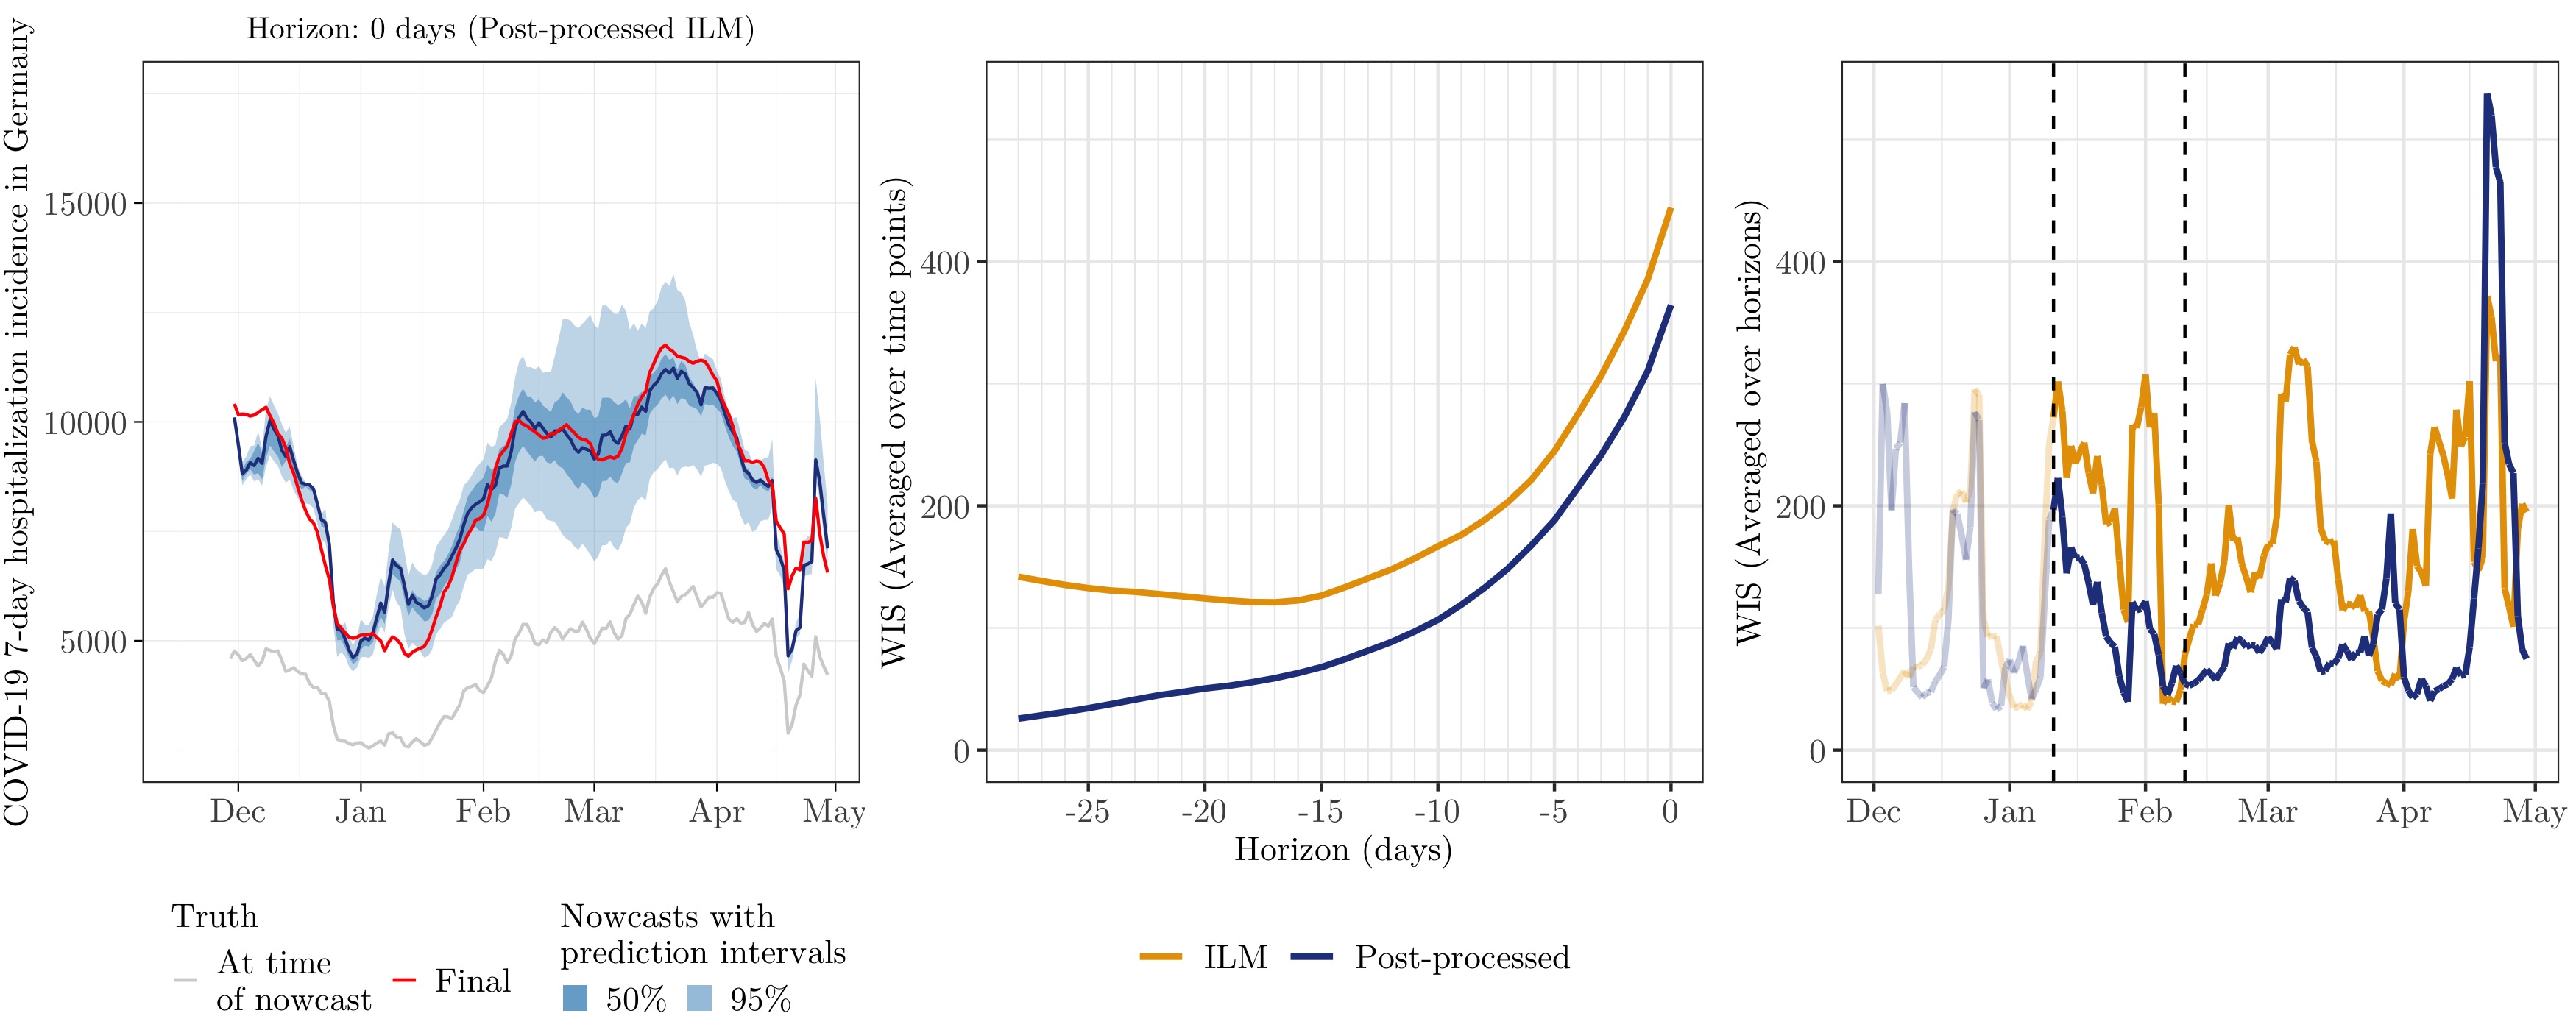 Horizon: 0 days (Post-processed ILM)
COVID-19 7-day hospitalization incidence in Germany
15000
10000
5000
Dec Jan Feb Mar Apr May
Truth
At time
of nowcast
Final
Nowcasts with
prediction intervals
50% 95%
WIS (Averaged over time points)
400
200
0
-25 -20 -15 -10 -5 0
Horizon (days)
ILM Post-processed
WIS (Averaged over horizons)
400
200
0
Dec Jan Feb Mar Apr May